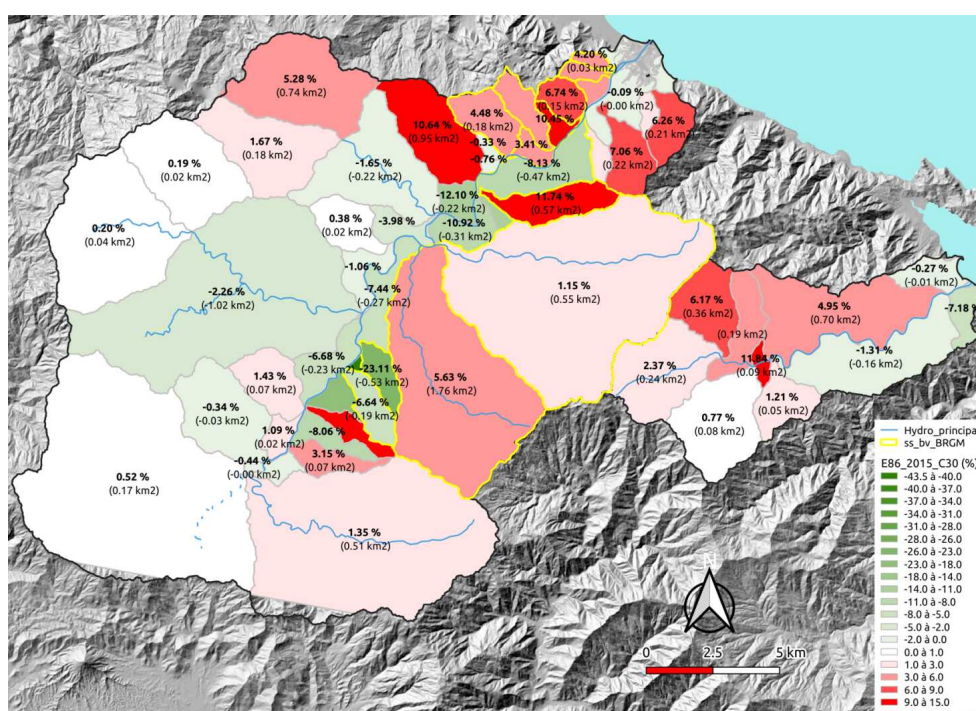 4.20 %
(0.03 km2)
5.28 %
(0.74 km2)
6.74 %
(0.15 km2)
-0.09 %
(-0.00 km2)
10.64 %
(0.95 km2)
4.48 %
(0.18 km2)
10.45 %
6.26 %
(0.21 km2)
1.67 %
(0.18 km2)
-0.33 %
3.41 %
7.06 %
(0.22 km2)
0.19 %
(0.02 km2)
-1.65 %
(-0.22 km2)
-0.76 %
-8.13 %
(-0.47 km2)
-12.10 %
(-0.22 km2)
11.74 %
(0.57 km2)
0.20 %
(0.04 km2)
0.38 %
(0.02 km2)
-3.98 %
-10.92 %
(-0.31 km2)
-1.06 %
-0.27 %
(-0.01 km2)
-2.26 %
(-1.02 km2)
-7.44 %
(-0.27 km2)
1.15 %
(0.55 km2)
6.17 %
(0.36 km2)
4.95 %
(0.70 km2)
-7.18 %
(0.19 km2)
-1.31 %
(-0.16 km2)
-6.68 %
(-0.23 km2)
-23.11 %
(-0.53 km2)
5.63 %
(1.76 km2)
2.37 %
(0.24 km2)
11.84 %
(0.09 km2)
1.43 %
(0.07 km2)
-6.64 %
(-0.19 km2)
0.77 %
(0.08 km2)
1.21 %
(0.05 km2)
-0.34 %
(-0.03 km2)
1.09 %
(0.02 km2)
-8.06 %
3.15 %
(0.07 km2)
-0.44 %
(-0.00 km2)
0.52 %
(0.17 km2)
1.35 %
(0.51 km2)
Hydro_principa
ss_bv_BRGM
E86_2015_C30 (%)
-43.5 à -40.0
-40.0 à -37.0
-37.0 à -34.0
-34.0 à -31.0
-31.0 à -28.0
-28.0 à -26.0
-26.0 à -23.0
-23.0 à -18.0
-18.0 à -14.0
-14.0 à -11.0
-11.0 à -8.0
-8.0 à -5.0
-5.0 à -2.0
-2.0 à 0.0
0.0 à 1.0
1.0 à 3.0
3.0 à 6.0
6.0 à 9.0
9.0 à 15.0
0 2.5 5 km